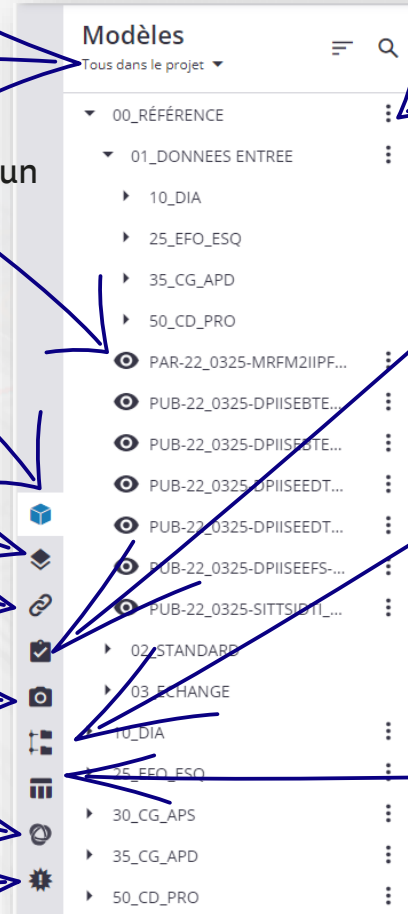 Modèles
Tous dans le projet
00_RÉFÉRENCE
un
01_DONNEES ENTREE
10_DIA
25_EFO_ESQ
35_CG_APD
50_CD_PRO
PAR-22_0325-MRFM2IIPF...
PUB-22_0325-DPIISEBTE...
PUB-22_0325-DPIISEBTE...
PUB-22_0325-DPIISEEDT...
PUB-22_0325-DPIISEEDT...
PUB-22_0325-DPIISEEFS-...
PUB-22_0325-SITTSIDTI_...
02_STANDARD
03_ECHANGE
10_DIA
25_EFO_ESQ
30_CG_APS
35_CG_APD
50_CD_PRO